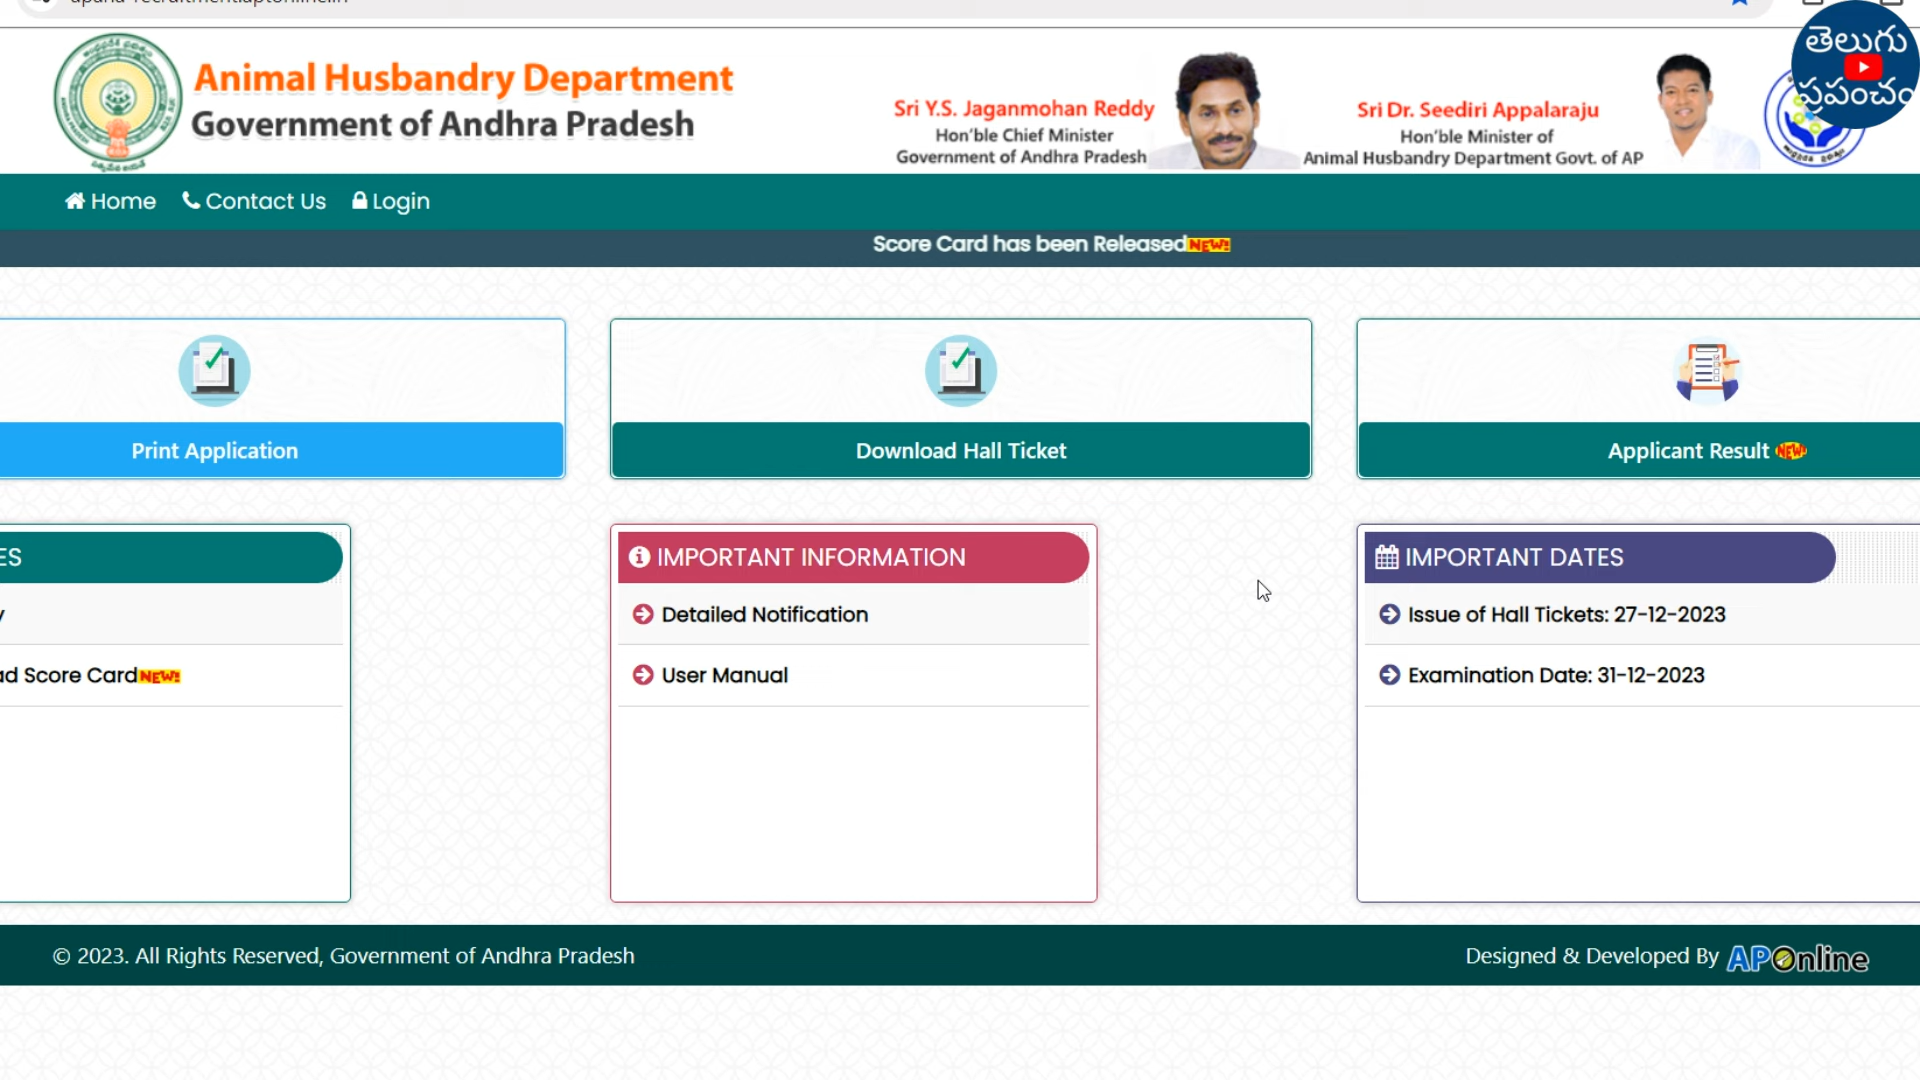 తెలుగు
ప్రపంచం
Animal Husbandry Department
Government of Andhra Pradesh
Sri Y.S. Jaganmohan Reddy
Hon'ble Chief Minister
Government of Andhra Pradesh
Sri Dr. Seediri Appalaraju
Hon'ble Minister of
Animal Husbandry Department Govt. of AP
Home
Contact Us
Login
Score Card has been Released NEW!
Print Application
Download Hall Ticket
Applicant Result NEW!
ES
y
ad Score Card NEW!
IMPORTANT INFORMATION
Detailed Notification
User Manual
IMPORTANT DATES
Issue of Hall Tickets: 27-12-2023
Examination Date: 31-12-2023
© 2023. All Rights Reserved, Government of Andhra Pradesh
Designed & Developed By APOnline